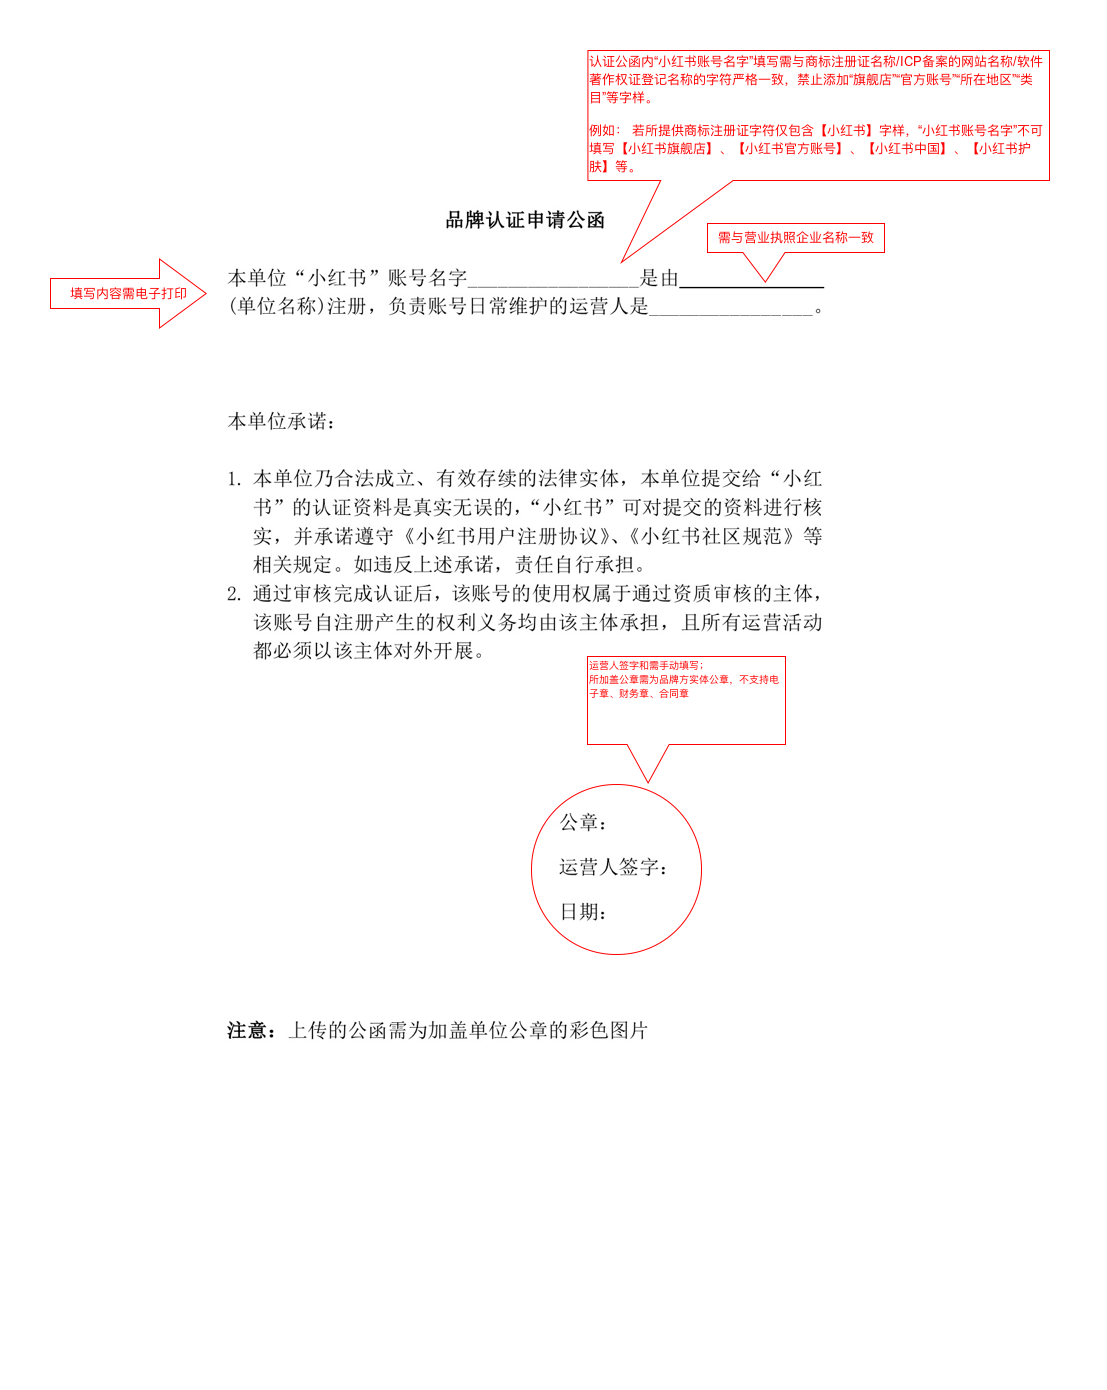 认证公函内“小红书账号名字”填写需与商标注册证名称/ICP备案的网站名称/软件
著作权证登记名称的字符严格一致，禁止添加“旗舰店”“官方账号”“所在地区”“类
目”等字样。
例如： 若所提供商标注册证字符仅包含【小红书】字样，“小红书账号名字”不可
填写【小红书旗舰店】、【小红书官方账号】、【小红书中国】、【小红书护
肤】等。
品牌认证申请公函
需与营业执照企业名称一致
填写内容需电子打印
本单位“小红书”账号名字_________________是由______________
(单位名称)注册，负责账号日常维护的运营人是________________。
本单位承诺：
1. 本单位乃合法成立、有效存续的法律实体，本单位提交给“小红
书”的认证资料是真实无误的，“小红书”可对提交的资料进行核
实，并承诺遵守《小红书用户注册协议》、《小红书社区规范》等
相关规定。如违反上述承诺，责任自行承担。
2. 通过审核完成认证后，该账号的使用权属于通过资质审核的主体，
该账号自注册产生的权利义务均由该主体承担，且所有运营活动
都必须以该主体对外开展。
运营人签字和需手动填写；
所加盖公章需为品牌方实体公章，不支持电
子章、财务章、合同章
公章：
运营人签字：
日期：
注意：上传的公函需为加盖单位公章的彩色图片